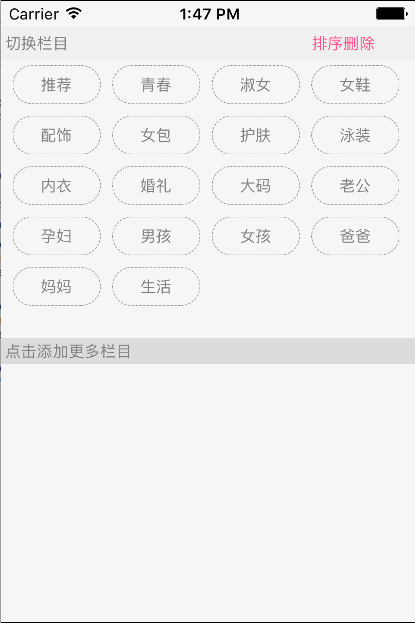 Carrier 1:47 PM
切换栏目 排序删除
推荐 青春 淑女 女鞋
配饰 女包 护肤 泳装
内衣 婚礼 大码 老公
孕妇 男孩 女孩 爸爸
妈妈 生活
点击添加更多栏目